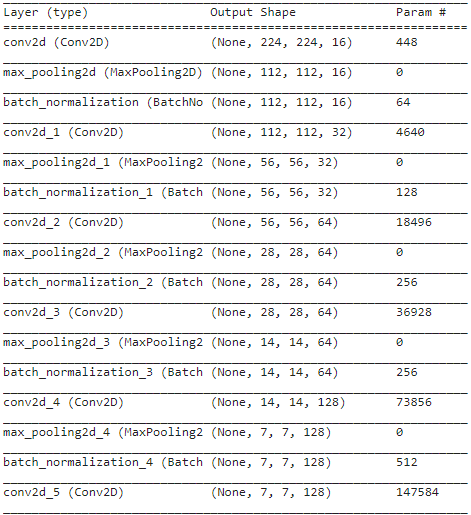 Layer (type) Output Shape Param #
conv2d (Conv2D) (None, 224, 224, 16) 448
max_pooling2d (MaxPooling2D) (None, 112, 112, 16) 0
batch_normalization (BatchNo (None, 112, 112, 16) 64
conv2d_1 (Conv2D) (None, 112, 112, 32) 4640
max_pooling2d_1 (MaxPooling2 (None, 56, 56, 32) 0
batch_normalization_1 (Batch (None, 56, 56, 32) 128
conv2d_2 (Conv2D) (None, 56, 56, 64) 18496
max_pooling2d_2 (MaxPooling2 (None, 28, 28, 64) 0
batch_normalization_2 (Batch (None, 28, 28, 64) 256
conv2d_3 (Conv2D) (None, 28, 28, 64) 36928
max_pooling2d_3 (MaxPooling2 (None, 14, 14, 64) 0
batch_normalization_3 (Batch (None, 14, 14, 64) 256
conv2d_4 (Conv2D) (None, 14, 14, 128) 73856
max_pooling2d_4 (MaxPooling2 (None, 7, 7, 128) 0
batch_normalization_4 (Batch (None, 7, 7, 128) 512
conv2d_5 (Conv2D) (None, 7, 7, 128) 147584